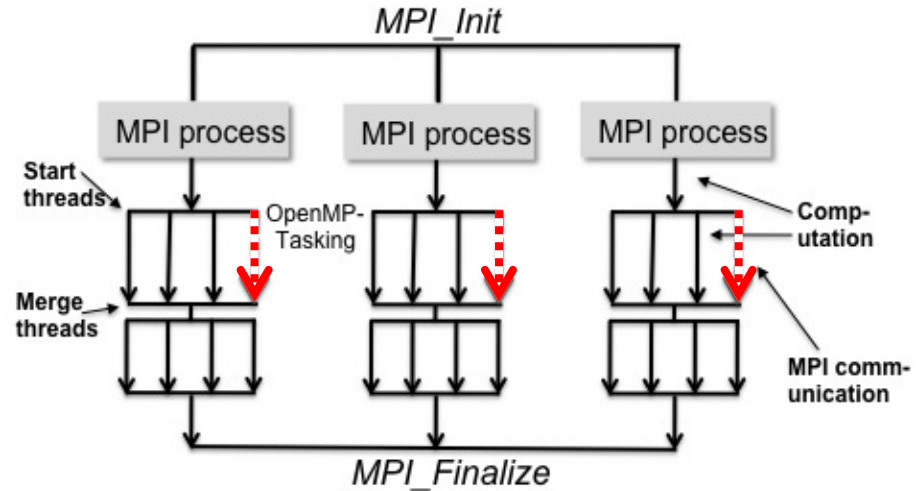 MPI_Init
MPI process
MPI process
MPI process
Start
threads
OpenMP-
Tasking
Comp-
utation
Merge
threads
MPI comm-
unication
MPI_Finalize